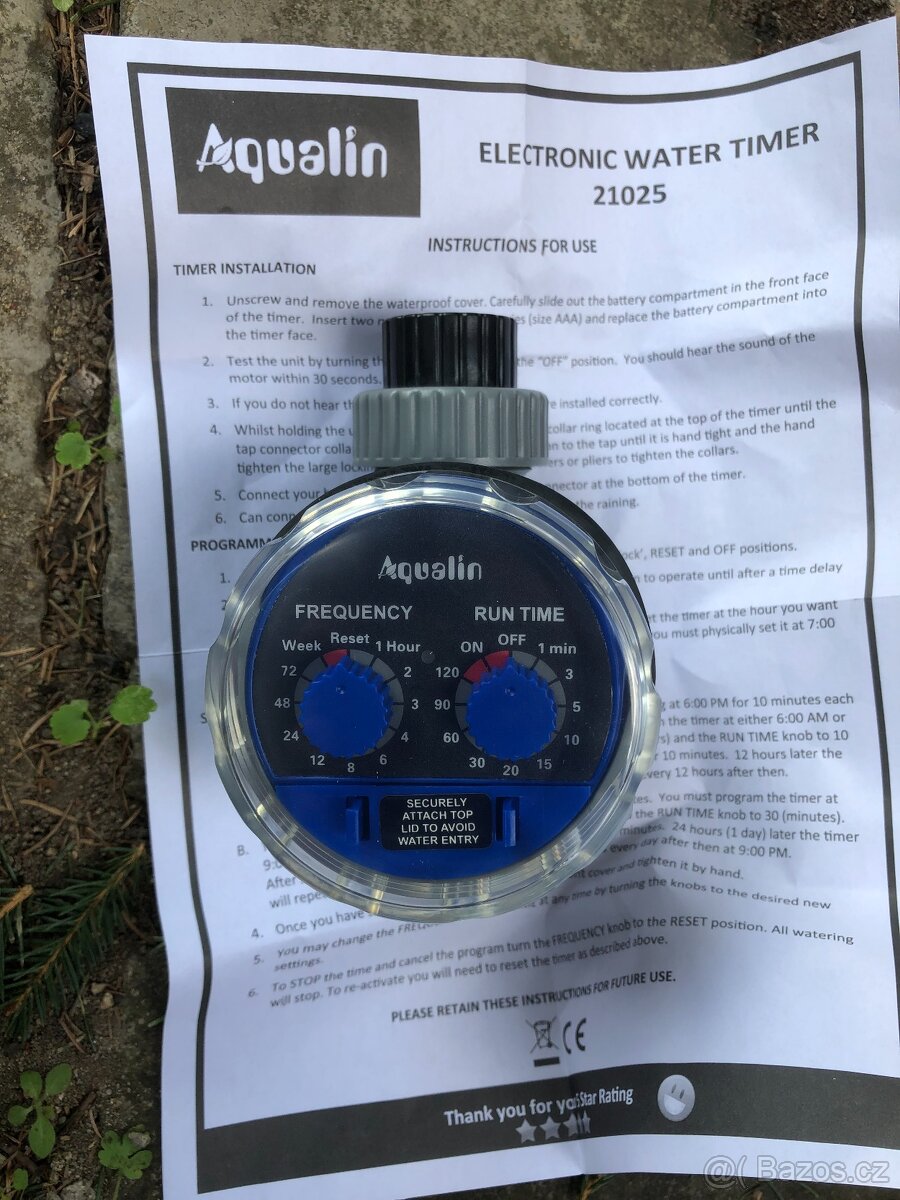 Aqualin
ELECTRONIC WATER TIMER
21025
INSTRUCTIONS FOR USE
TIMER INSTALLATION
1. Unscrew and remove the waterproof cover. Carefully slide out the battery compartment in the front face
of the timer. Insert two (size AAA) and replace the battery compartment into
the timer face.
2. Test the unit by turning the "OFF" position. You should hear the sound of the
motor within 30 seconds.
3. If you do not hear installed correctly.
4. Whilst holding the collar ring located at the top of the timer until the
tap connector to the tap until it is hand tight and the hand
tighten the large or pliers to tighten the collars.
5. Connect your at the bottom of the timer.
6. Can the raining.
RESET and OFF positions.
1. to operate until after a time delay
the timer at the hour you want
you must physically set it at 7:00
at 6:00 PM for 10 minutes each
the timer at either 6:00 AM or
and the RUN TIME knob to 10
10 minutes. 12 hours later the
every 12 hours after then.
You must program the timer at
the RUN TIME knob to 30 (minutes).
minutes. 24 hours (1 day) later the timer
B.
every day after then at 9:00 PM.
After
cover and tighten it by hand.
will
4. Once you have
at any time by turning the knobs to the desired new
5. You may change the
settings.
6. To STOP the time and cancel the program turn the FREQUENCY knob to the RESET position. All watering
will stop. To re-activate you will need to reset the timer as described above.
PLEASE RETAIN THESE INSTRUCTIONS FOR FUTURE USE.
CE
Thank you for Star Rating
Aqualin
FREQUENCY
Reset
1 Hour
2
3
4
6
8
12
24
48
72
Week
RUN TIME
OFF
1 min
3
5
10
15
20
30
60
90
120
ON
SECURELY
ATTACH TOP
LID TO AVOID
WATER ENTRY
Bazos.cz